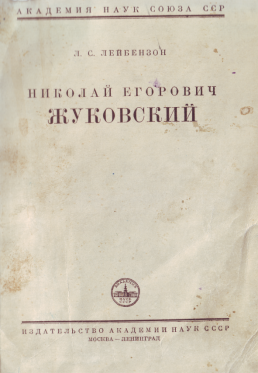 АКАДЕМИЯ НАУК СОЮЗА ССР
Л. С. ЛЕЙБЕНЗОН
НИКОЛАЙ ЕГОРОВИЧ
ЖУКОВСКИЙ
ИЗДАТЕЛЬСТВО АКАДЕМИИ НАУК СССР
МОСКВА — ЛЕНИНГРАД